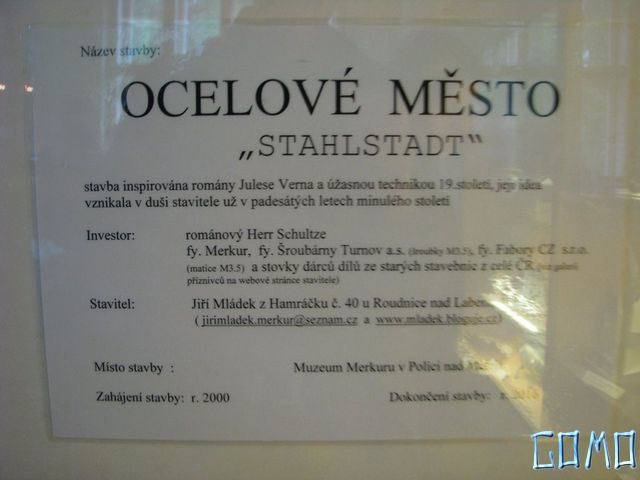 Název stavby:
OCELOVÉ MĚSTO
„STAHLSTADT“
stavba inspirována romány Julese Verna a úžasnou technikou 19.století, její idea
vznikala v duši stavitele už v padesátých letech minulého století
Investor: románový Herr Schultze
fy. Merkur, fy. Šroubárny Turnov a.s. (šroubky M3.5), fy. Fabory CZ s.r.o.
(matice M3.5) a stovky dárců dílů ze starých stavebnic z celé ČR
příznivců na webové stránce stavitele)
Stavitel: Jiří Mládek z Hamráčku č. 40 u Roudnice nad Labem
( jirimladek.merkur@seznam.cz a www.mladek.bloguje.cz)
Místo stavby : Muzeum Merkuru v Polici nad
Zahájení stavby: r. 2000 Dokončení stavby: r.
COMO